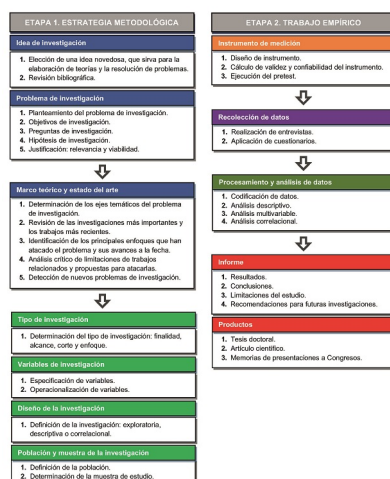 ETAPA 1. ESTRATEGIA METODOLÓGICA
Idea de investigación
1. Elección de una idea novedosa, que sirva para la
elaboración de teorías y la resolución de problemas.
2. Revisión bibliográfica.
Problema de investigación
1. Planteamiento del problema de investigación.
2. Objetivos de investigación.
3. Preguntas de investigación.
4. Hipótesis de investigación.
5. Justificación: relevancia y viabilidad.
Marco teórico y estado del arte
1. Determinación de los ejes temáticos del problema
de investigación.
2. Revisión de las investigaciones más importantes y
los trabajos más recientes.
3. Identificación de los principales enfoques que han
atacado el problema y sus avances a la fecha.
4. Análisis crítico de limitaciones de trabajos
relacionados y propuestas para atacarlas.
5. Detección de nuevos problemas de investigación.
Tipo de investigación
1. Determinación del tipo de investigación: finalidad,
alcance, corte y enfoque.
Variables de investigación
1. Especificación de variables.
2. Operacionalización de variables.
Diseño de la investigación
1. Definición de la investigación: exploratoria,
descriptiva o correlacional.
Población y muestra de la investigación
1. Definición de la población.
2. Determinación de la muestra de estudio.
ETAPA 2. TRABAJO EMPÍRICO
Instrumento de medición
1. Diseño de instrumento.
2. Cálculo de validez y confiabilidad del instrumento.
3. Ejecución del pretest.
Recolección de datos
1. Realización de entrevistas.
2. Aplicación de cuestionarios.
Procesamiento y análisis de datos
1. Codificación de datos.
2. Análisis descriptivo.
3. Análisis multivariable.
4. Análisis correlacional.
Informe
1. Resultados.
2. Conclusiones.
3. Limitaciones del estudio.
4. Recomendaciones para futuras investigaciones.
Productos
1. Tesis doctoral.
2. Artículo científico.
3. Memorias de presentaciones a Congresos.